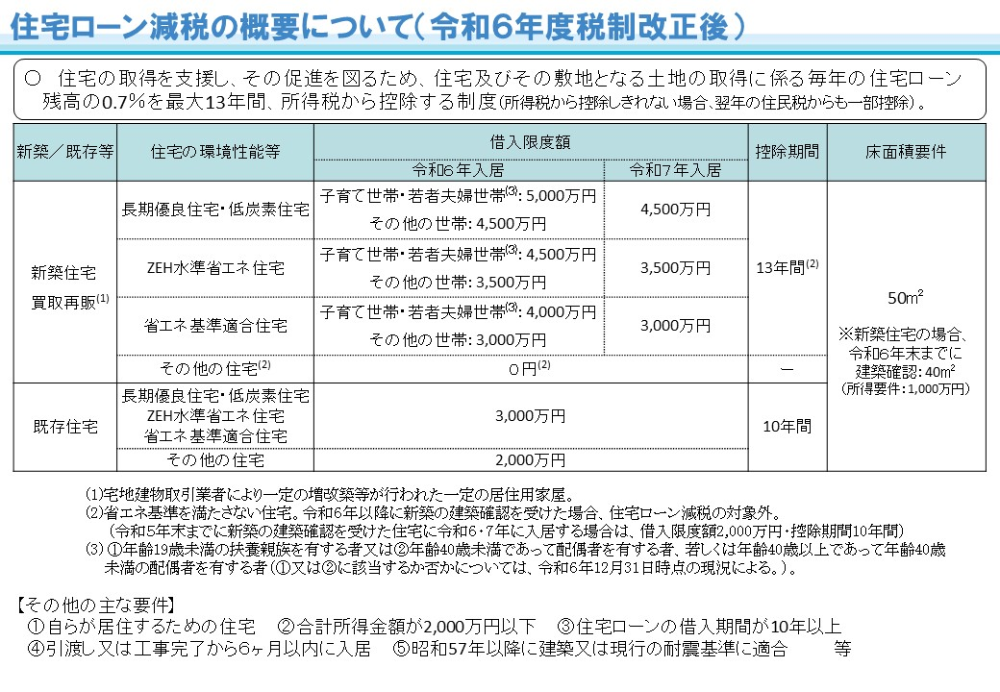 住宅ローン減税の概要について(令和6年度税制改正後)
○ 住宅の取得を支援し、その促進を図るため、住宅及びその敷地となる土地の取得に係る毎年の住宅ローン
残高の0.7%を最大13年間、所得税から控除する制度(所得税から控除しきれない場合、翌年の住民税からも一部控除)。
新築/既存等
住宅の環境性能等
借入限度額
控除期間
床面積要件
令和6年入居
令和7年入居
新築住宅
買取再販(1)
長期優良住宅・低炭素住宅
子育て世帯・若者夫婦世帯(3):5,000万円
その他の世帯:4,500万円
4,500万円
ZEH水準省エネ住宅
子育て世帯・若者夫婦世帯(3):4,500万円
その他の世帯:3,500万円
3,500万円
省エネ基準適合住宅
子育て世帯・若者夫婦世帯(3):4,000万円
その他の世帯:3,000万円
3,000万円
13年間(2)
その他の住宅(2)
0円(2)
ー
既存住宅
長期優良住宅・低炭素住宅
ZEH水準省エネ住宅
省エネ基準適合住宅
3,000万円
その他の住宅
2,000万円
10年間
50㎡
※新築住宅の場合、
令和6年末までに
建築確認:40㎡
(所得要件:1,000万円)
(1)宅地建物取引業者により一定の増改築等が行われた一定の居住用家屋。
(2)省エネ基準を満たさない住宅。令和6年以降に新築の建築確認を受けた場合、住宅ローン減税の対象外。
(令和5年末までに新築の建築確認を受けた住宅に令和6・7年に入居する場合は、借入限度額2,000万円・控除期間10年間)
(3) ①年齢19歳未満の扶養親族を有する者又は②年齢40歳未満であって配偶者を有する者、若しくは年齢40歳以上であって年齢40歳
未満の配偶者を有する者(①又は②に該当するか否かについては、令和6年12月31日時点の現況による。)。
【その他の主な要件】
①自らが居住するための住宅 ②合計所得金額が2,000万円以下 ③住宅ローンの借入期間が10年以上
④引渡し又は工事完了から6ヶ月以内に入居 ⑤昭和57年以降に建築又は現行の耐震基準に適合 等